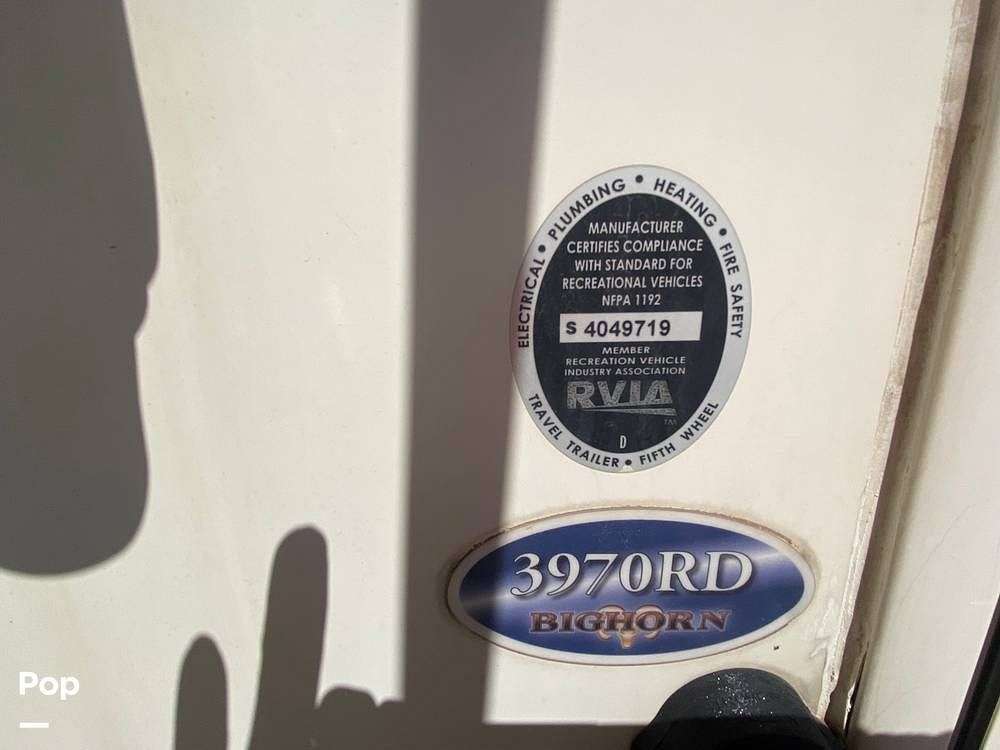 ELECTRICAL • PLUMBING • HEATING • FIRE SAFETY
MANUFACTURER
CERTIFIES COMPLIANCE
WITH STANDARD FOR
RECREATIONAL VEHICLES
NFPA 1192
S 4049719
MEMBER
RECREATION VEHICLE
INDUSTRY ASSOCIATION
RVIA
TM
D
TRAVEL TRAILER • FIFTH WHEEL
3970RD
BIGHORN
Pop